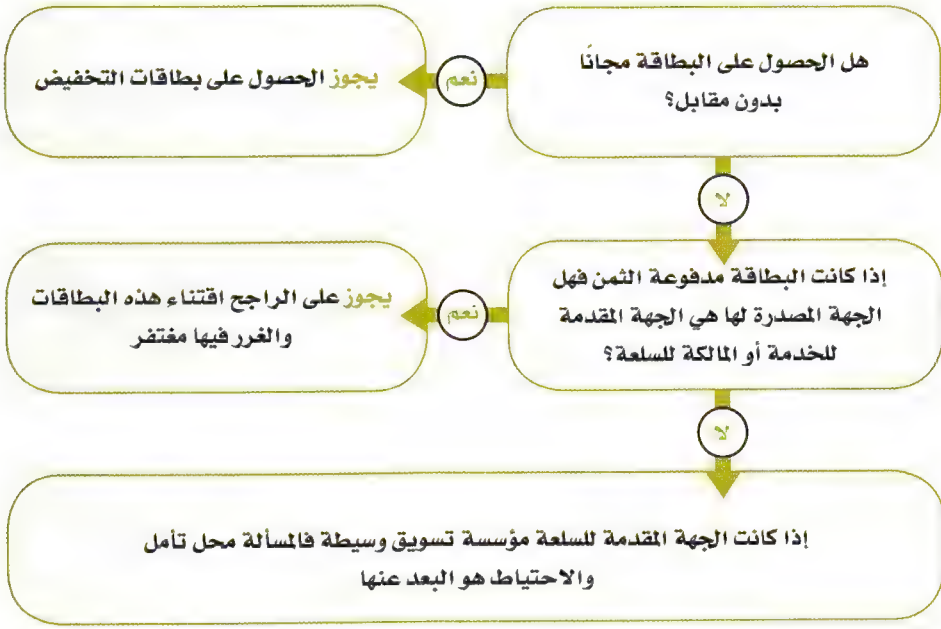 هل الحصول على البطاقة مجانًا
بدون مقابل؟
نعم
يجوز الحصول على بطاقات التخفيض
لا
إذا كانت البطاقة مدفوعة الثمن فهل
الجهة المصدرة لها هي الجهة المقدمة
للخدمة أو المالكة للسلعة؟
نعم
يجوز على الراجح اقتناء هذه البطاقات
والغرر فيها مغتفر
لا
إذا كانت الجهة المقدمة للسلعة مؤسسة تسويق وسيطة فالمسألة محل تأمل
والاحتياط هو البعد عنها